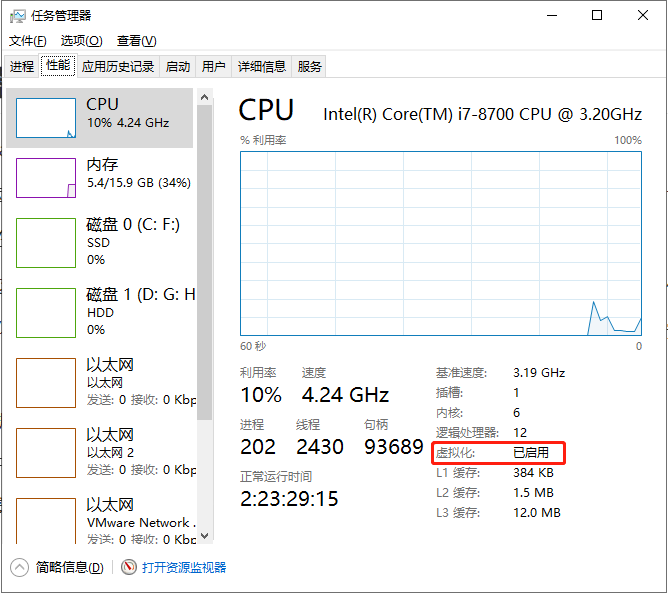 任务管理器
文件(F) 选项(O) 查看(V)
进程 性能 应用历史记录 启动 用户 详细信息 服务
CPU
10% 4.24 GHz
内存
5.4/15.9 GB (34%)
磁盘 0 (C: F:)
SSD
0%
磁盘 1 (D: G: H
HDD
0%
以太网
以太网
发送: 0 接收: 0 Kbp
以太网
以太网 2
发送: 0 接收: 0 Kbp
以太网
VMware Network .
发送: 0 接收: 0 Kbp
CPU Intel(R) Core(TM) i7-8700 CPU @ 3.20GHz
% 利用率 100%
60 秒 0
利用率 速度
10% 4.24 GHz
进程 线程 句柄
202 2430 93689
正常运行时间
2:23:29:15
基准速度: 3.19 GHz
插槽: 1
内核: 6
逻辑处理器: 12
虚拟化: 已启用
L1 缓存: 384 KB
L2 缓存: 1.5 MB
L3 缓存: 12.0 MB
简略信息(D) 打开资源监视器